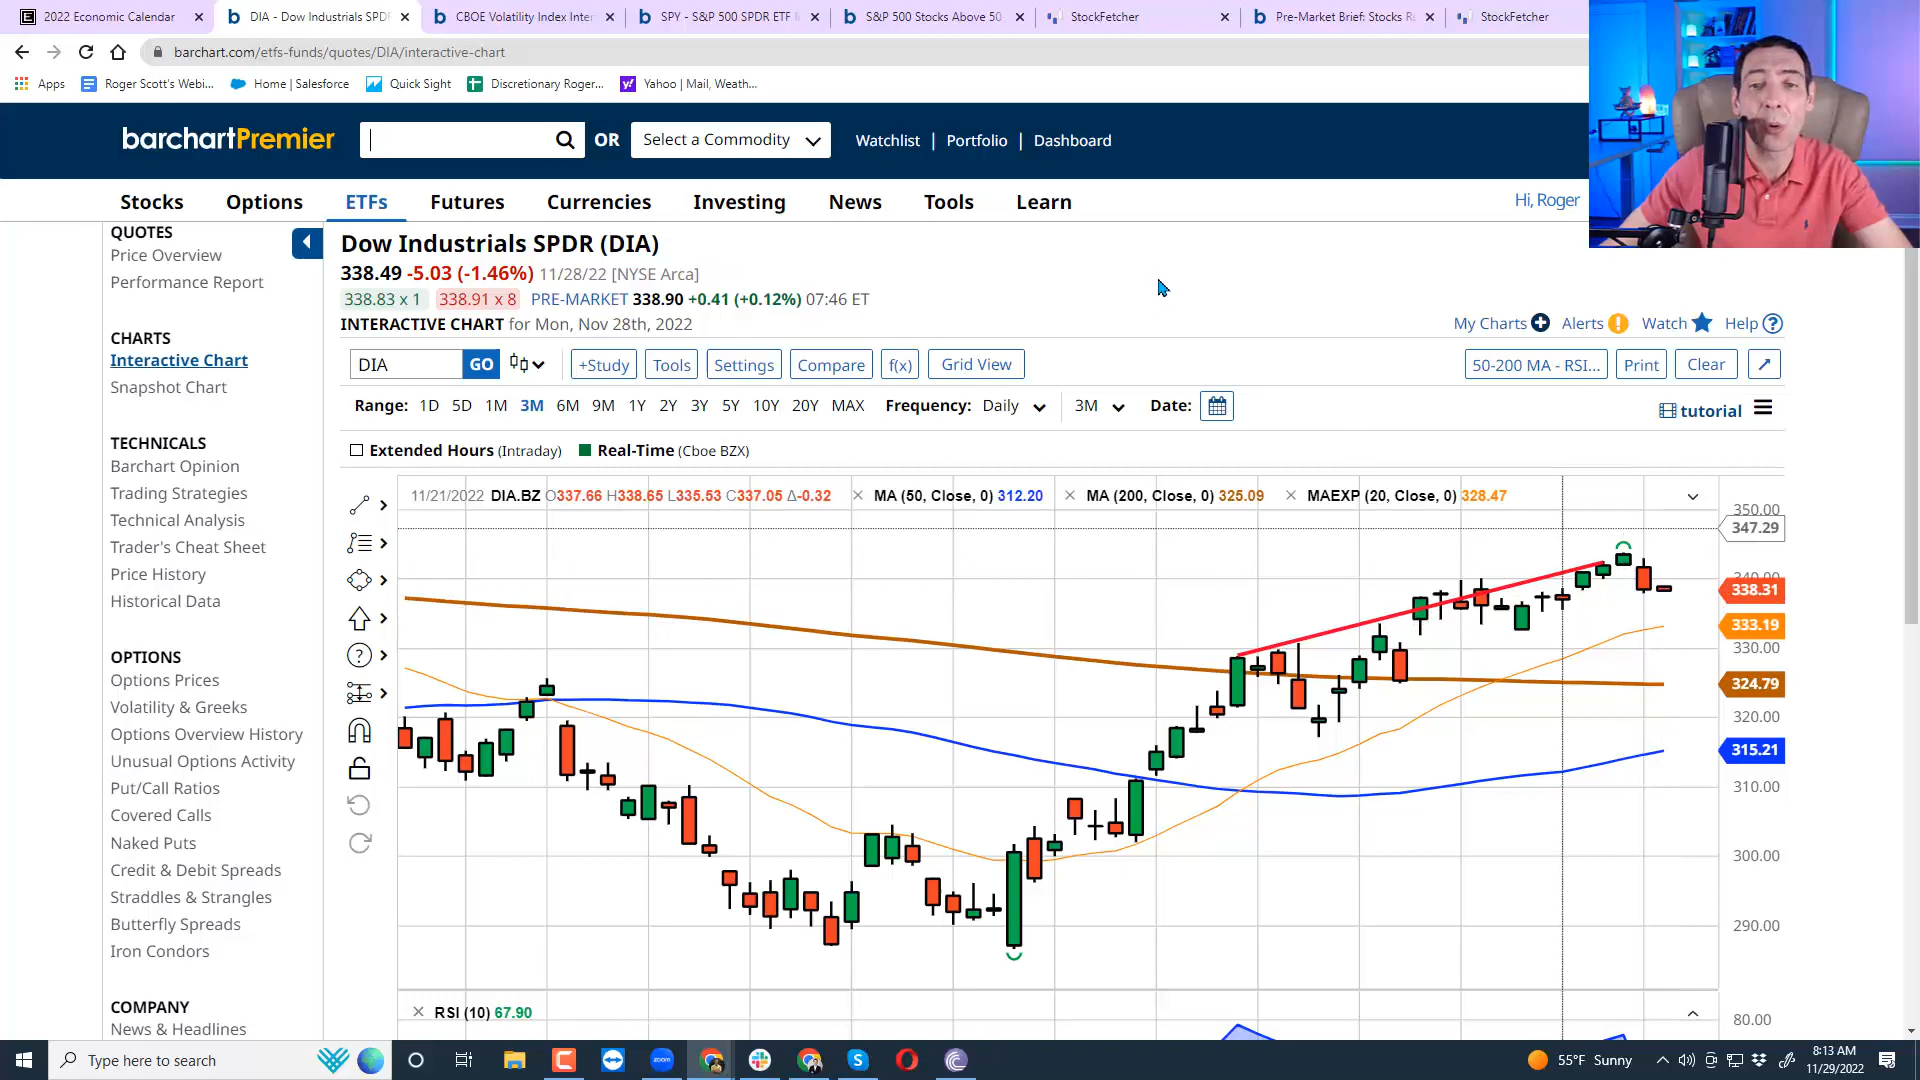 2022 Economic Calendar
DIA - Dow Industrials SPDR
CBOE Volatility Index Inter
SPY - S&P 500 SPDR ETF
S&P 500 Stocks Above 50-
StockFetcher
Pre-Market Brief: Stocks R
StockFetcher
barchart.com/etfs-funds/quotes/DIA/interactive-chart
Apps
Roger Scott's Webi...
Home | Salesforce
Quick Sight
Discretionary Roger...
Yahoo | Mail, Weath...
barchartPremier
OR
Select a Commodity
Watchlist | Portfolio | Dashboard
Stocks Options ETFs Futures Currencies Investing News Tools Learn
Hi, Roger
QUOTES
Price Overview
Performance Report
CHARTS
Interactive Chart
Snapshot Chart
TECHNICALS
Barchart Opinion
Trading Strategies
Technical Analysis
Trader's Cheat Sheet
Price History
Historical Data
OPTIONS
Options Prices
Volatility & Greeks
Options Overview History
Unusual Options Activity
Put/Call Ratios
Covered Calls
Naked Puts
Credit & Debit Spreads
Straddles & Strangles
Butterfly Spreads
Iron Condors
COMPANY
News & Headlines
Dow Industrials SPDR (DIA)
338.49 -5.03 (-1.46%) 11/28/22 [NYSE Arca]
338.83 x 1 338.91 x 8 PRE-MARKET 338.90 +0.41 (+0.12%) 07:46 ET
INTERACTIVE CHART for Mon, Nov 28th, 2022
My Charts Alerts Watch Help
DIA GO +Study Tools Settings Compare f(x) Grid View
50-200 MA - RSI... Print Clear
Range: 1D 5D 1M 3M 6M 9M 1Y 2Y 3Y 5Y 10Y 20Y MAX Frequency: Daily 3M Date:
tutorial
Extended Hours (Intraday) Real-Time (Cboe BZX)
11/21/2022 DIA.BZ O337.66 H338.65 L335.53 C337.05 Δ-0.32 MA (50, Close, 0) 312.20 MA (200, Close, 0) 325.09 MAEXP (20, Close, 0) 328.47
350.00
347.29
340.00
338.31
333.19
330.00
324.79
320.00
315.21
310.00
300.00
290.00
RSI (10) 67.90
80.00
Type here to search
zoom
55°F Sunny
8:13 AM
11/29/2022